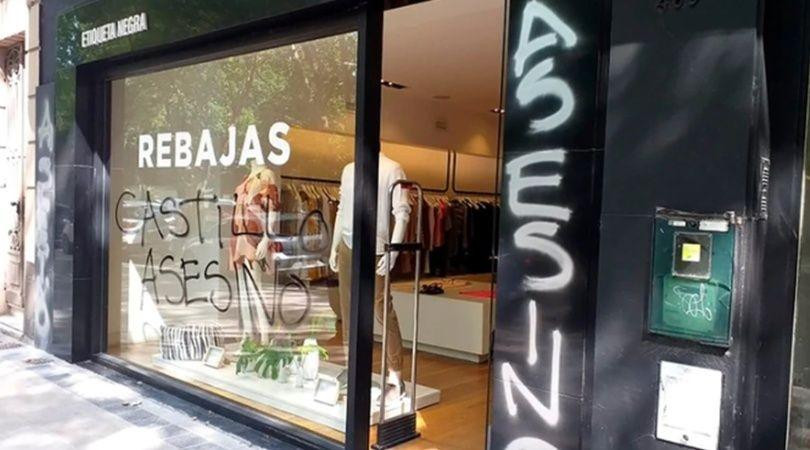 ETIQUETA NEGRA
REBAJAS
CASTILLO
ASESINO
ASESINO
ASESINO